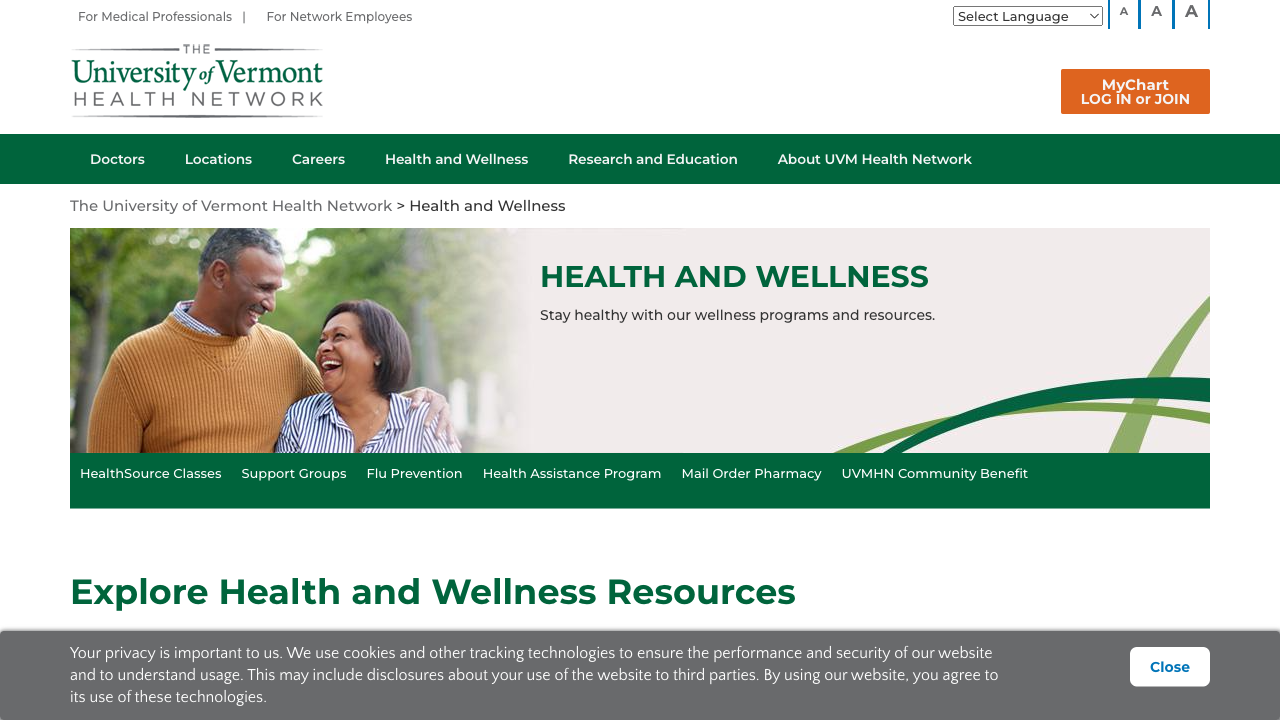 For Medical Professionals | For Network Employees
Select Language
A A A
THE
University of Vermont
HEALTH NETWORK
MyChart
LOG IN or JOIN
Doctors Locations Careers Health and Wellness Research and Education About UVM Health Network
The University of Vermont Health Network > Health and Wellness
HEALTH AND WELLNESS
Stay healthy with our wellness programs and resources.
HealthSource Classes Support Groups Flu Prevention Health Assistance Program Mail Order Pharmacy UVMHN Community Benefit
Explore Health and Wellness Resources
Your privacy is important to us. We use cookies and other tracking technologies to ensure the performance and security of our website
and to understand usage. This may include disclosures about your use of the website to third parties. By using our website, you agree to
its use of these technologies.
Close